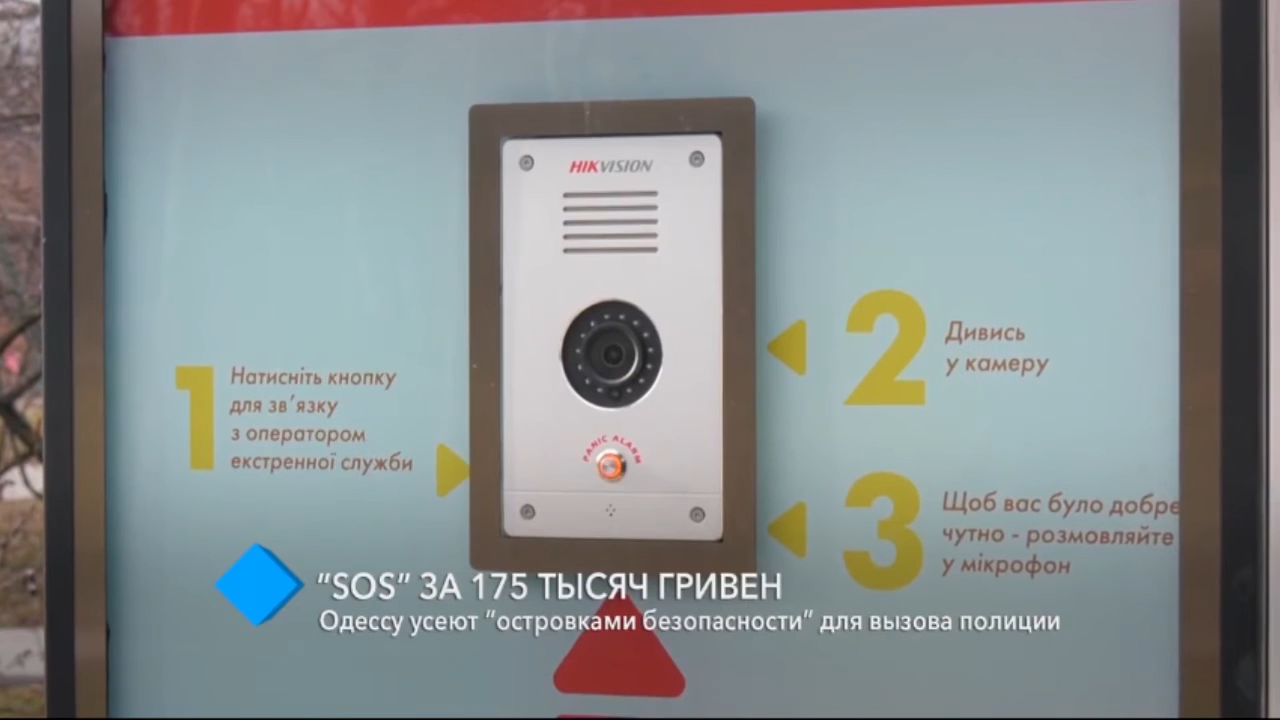 HIKVISION
PANIC ALARM
1
Натисніть кнопку
для зв'язку
з оператором
екстренної служби
2
Дивись
у камеру
3
Щоб вас було добре
чутно - розмовляйте
у мікрофон
"SOS" ЗА 175 ТЫСЯЧ ГРИВЕН
Одессу усеют "островками безопасности" для вызова полиции